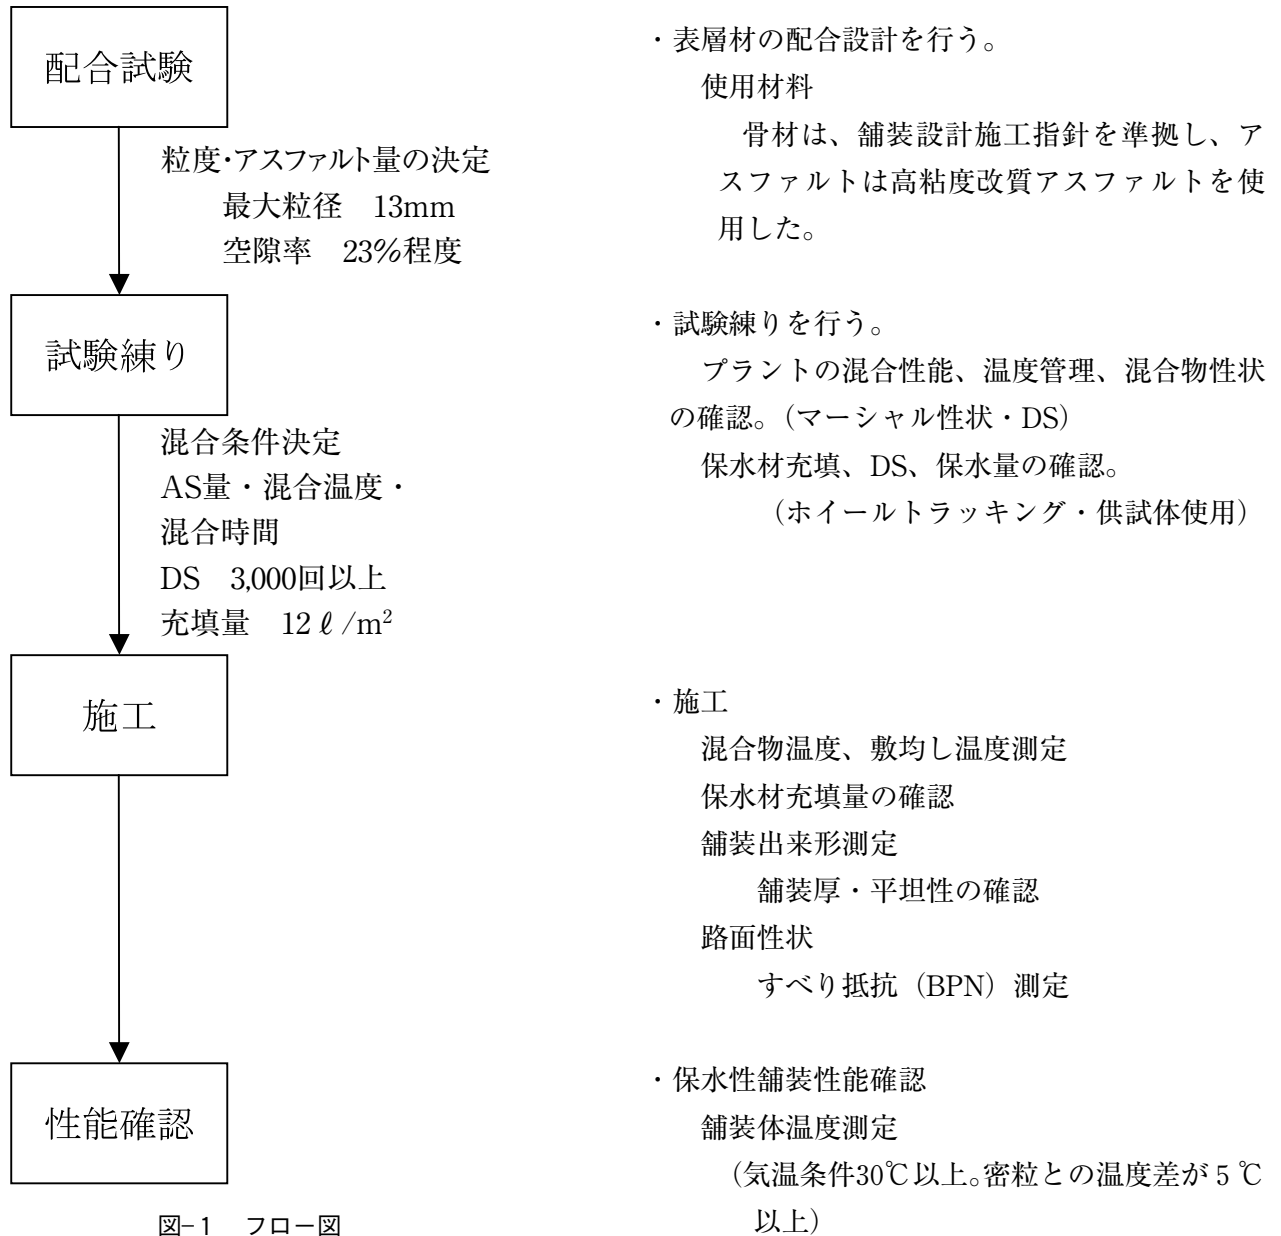 配合試験
粒度・アスファルト量の決定
最大粒径　13mm
空隙率　23%程度
試験練り
混合条件決定
AS量・混合温度・
混合時間
DS　3,000回以上
充填量　12ℓ/m²
施工
性能確認
図-1　フロー図
・表層材の配合設計を行う。
使用材料
骨材は、舗装設計施工指針を準拠し、ア
スファルトは高粘度改質アスファルトを使
用した。
・試験練りを行う。
プラントの混合性能、温度管理、混合物性状
の確認。（マーシャル性状・DS）
保水材充填、DS、保水量の確認。
（ホイールトラッキング・供試体使用）
・施工
混合物温度、敷均し温度測定
保水材充填量の確認
舗装出来形測定
舗装厚・平坦性の確認
路面性状
すべり抵抗（BPN）測定
・保水性舗装性能確認
舗装体温度測定
（気温条件30℃以上。密粒との温度差が5℃
以上）